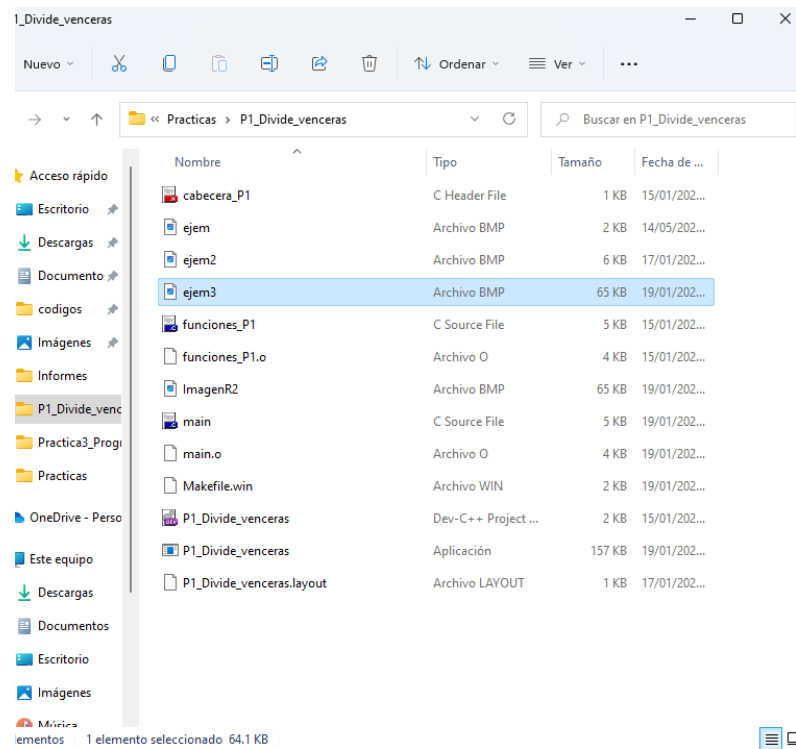 1_Divide_venceras
Nuevo Ordenar Ver ...
« Practicas > P1_Divide_venceras Buscar en P1_Divide_venceras
Nombre Tipo Tamaño Fecha de ...
Acceso rápido
Escritorio
Descargas
Documento
codigos
Imágenes
Informes
P1_Divide_venc
Practica3_Progr
Practicas
OneDrive - Perso
Este equipo
Descargas
Documentos
Escritorio
Imágenes
Música
cabecera_P1 C Header File 1 KB 15/01/202...
ejem Archivo BMP 2 KB 14/05/202...
ejem2 Archivo BMP 6 KB 17/01/202...
ejem3 Archivo BMP 65 KB 19/01/202...
funciones_P1 C Source File 5 KB 15/01/202...
funciones_P1.o Archivo O 4 KB 15/01/202...
ImagenR2 Archivo BMP 65 KB 19/01/202...
main C Source File 5 KB 19/01/202...
main.o Archivo O 4 KB 19/01/202...
Makefile.win Archivo WIN 2 KB 19/01/202...
P1_Divide_venceras Dev-C++ Project ... 2 KB 15/01/202...
P1_Divide_venceras Aplicación 157 KB 19/01/202...
P1_Divide_venceras.layout Archivo LAYOUT 1 KB 17/01/202...
ementos 1 elemento seleccionado 64.1 KB